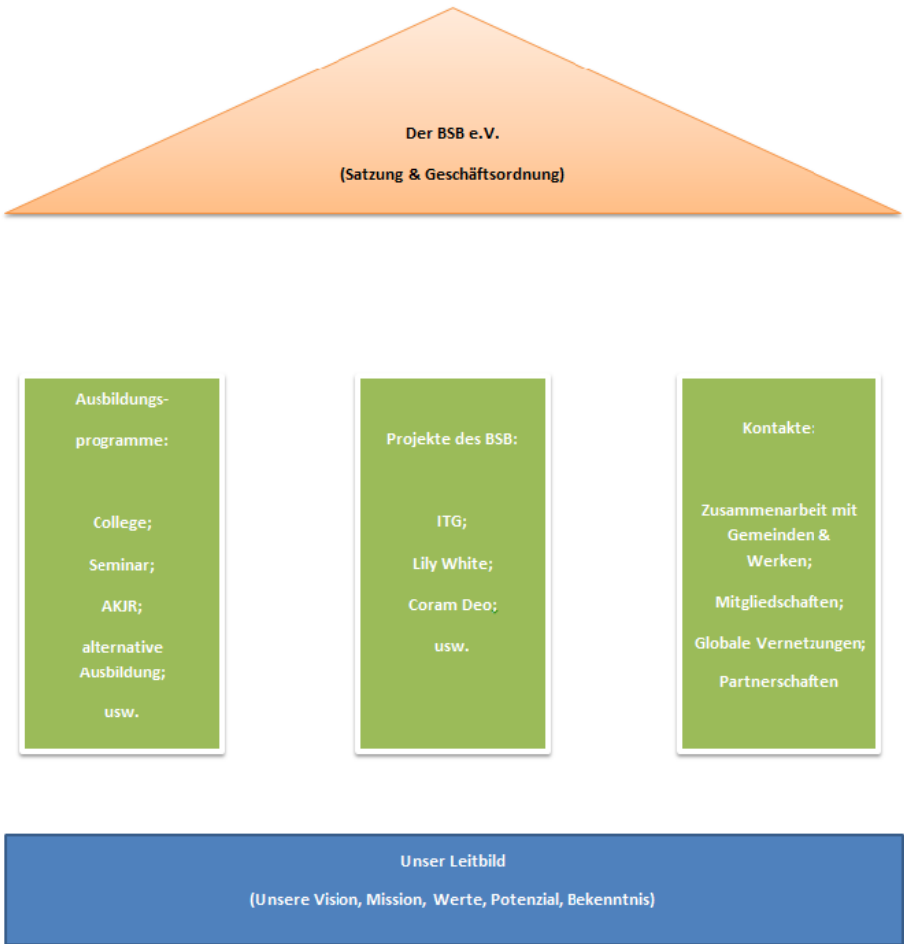 Der BSB e.V.
(Satzung & Geschäftsordnung)
Ausbildungs-
programme:
College;
Seminar;
AKJR;
alternative
Ausbildung;
usw.
Projekte des BSB:
ITG;
Lily White;
Coram Deo;
usw.
Kontakte:
Zusammenarbeit mit
Gemeinden &
Werken;
Mitgliedschaften;
Globale Vernetzungen;
Partnerschaften
Unser Leitbild
(Unsere Vision, Mission, Werte, Potenzial, Bekenntnis)